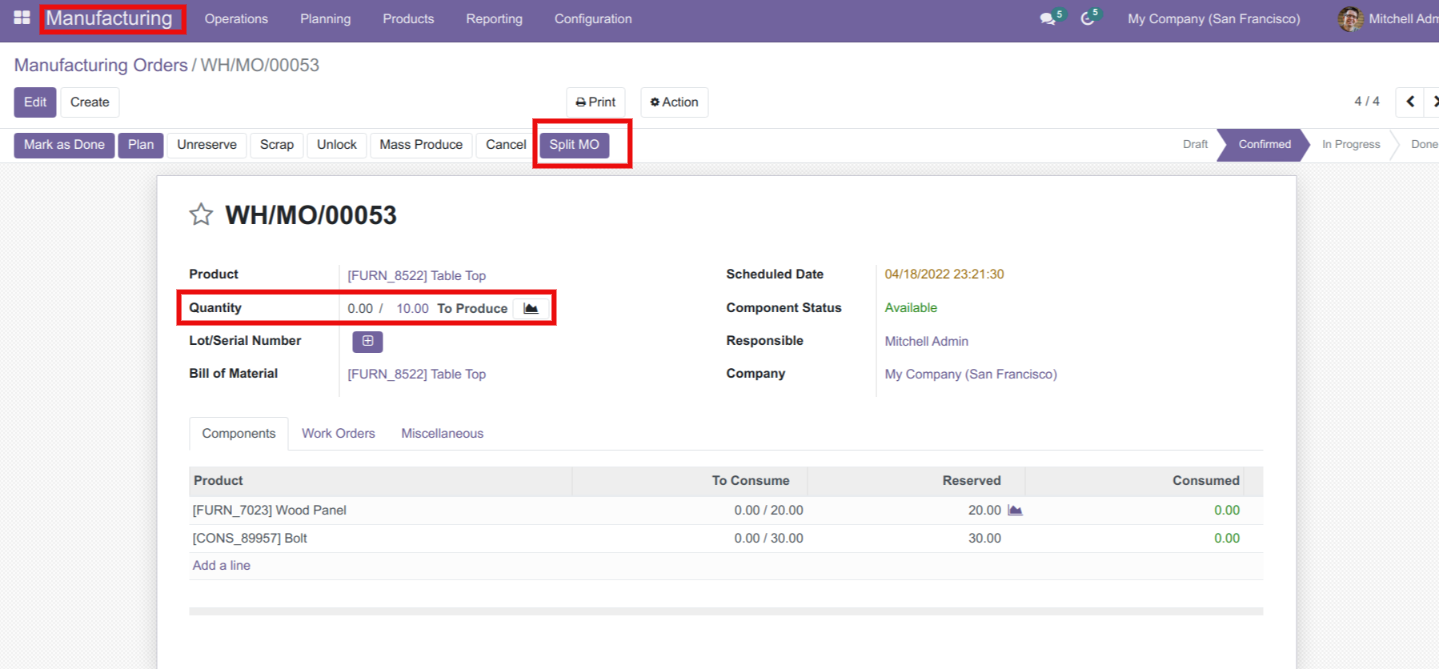 Manufacturing Operations Planning Products Reporting Configuration 5 5 My Company (San Francisco) Mitchell Adm
Manufacturing Orders / WH/MO/00053
Edit Create Print Action 4 / 4
Mark as Done Plan Unreserve Scrap Unlock Mass Produce Cancel Split MO Draft Confirmed In Progress Done
WH/MO/00053
Product [FURN_8522] Table Top Scheduled Date 04/18/2022 23:21:30
Quantity 0.00 / 10.00 To Produce Component Status Available
Lot/Serial Number Responsible Mitchell Admin
Bill of Material [FURN_8522] Table Top Company My Company (San Francisco)
Components Work Orders Miscellaneous
Product To Consume Reserved Consumed
[FURN_7023] Wood Panel 0.00 / 20.00 20.00 0.00
[CONS_89957] Bolt 0.00 / 30.00 30.00 0.00
Add a line